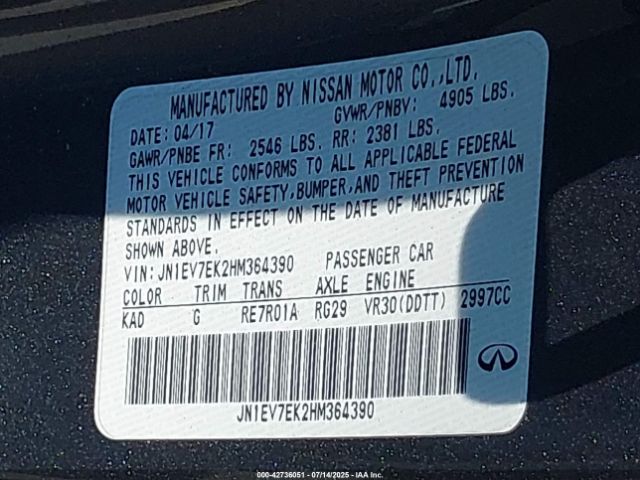 MANUFACTURED BY NISSAN MOTOR CO.,LTD.
DATE: 04/17 GVWR/PNBV: 4905 LBS.
GAWR/PNBE FR: 2546 LBS. RR: 2381 LBS.
THIS VEHICLE CONFORMS TO ALL APPLICABLE FEDERAL
MOTOR VEHICLE SAFETY,BUMPER,AND THEFT PREVENTION
STANDARDS IN EFFECT ON THE DATE OF MANUFACTURE
SHOWN ABOVE.
VIN:JN1EV7EK2HM364390 PASSENGER CAR
COLOR TRIM TRANS AXLE ENGINE
KAD G RE7R01A RG29 VR30(DDTT) 2997CC
JN1EV7EK2HM364390
000-42736051 - 07/14/2025 - IAA Inc.